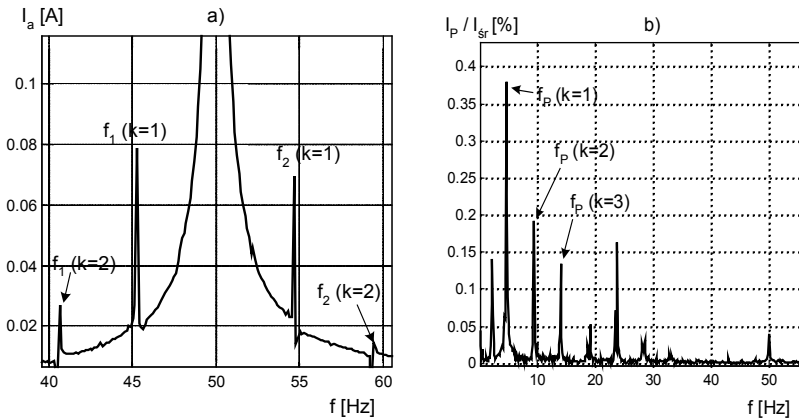 I_a [A]
a)
0.1
0.08
0.06
0.04
0.02
f_1 (k=1)
f_2 (k=1)
f_1 (k=2)
f_2 (k=2)
40 45 50 55 60
f [Hz]
I_P / I_śr [%]
b)
0.4
0.35
0.3
0.25
0.2
0.15
0.1
0.05
0
f_P (k=1)
f_P (k=2)
f_P (k=3)
10 20 30 40 50
f [Hz]